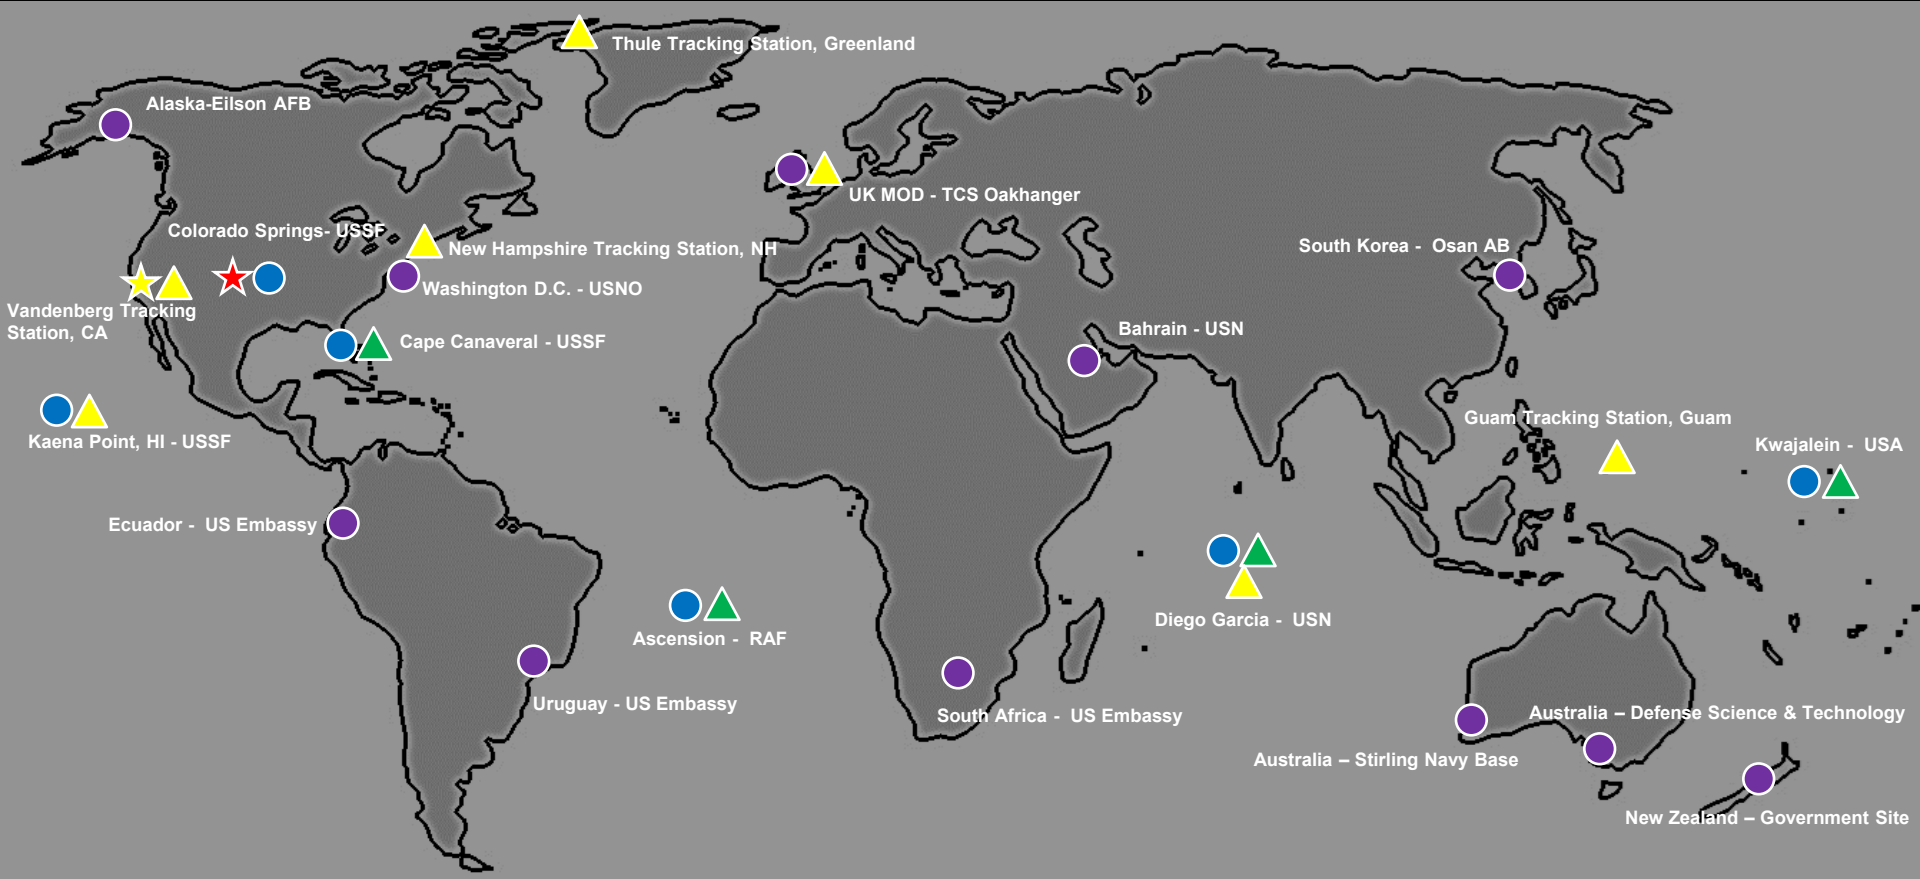 Thule Tracking Station, Greenland
Alaska-Eilson AFB
UK MOD - TCS Oakhanger
Colorado Springs- USSF
New Hampshire Tracking Station, NH
South Korea - Osan AB
Washington D.C. - USNO
Vandenberg Tracking
Station, CA
Cape Canaveral - USSF
Bahrain - USN
Guam Tracking Station, Guam
Kaena Point, HI - USSF
Kwajalein - USA
Ecuador - US Embassy
Ascension - RAF
Diego Garcia - USN
Uruguay - US Embassy
South Africa - US Embassy
Australia – Defense Science & Technology
Australia – Stirling Navy Base
New Zealand – Government Site